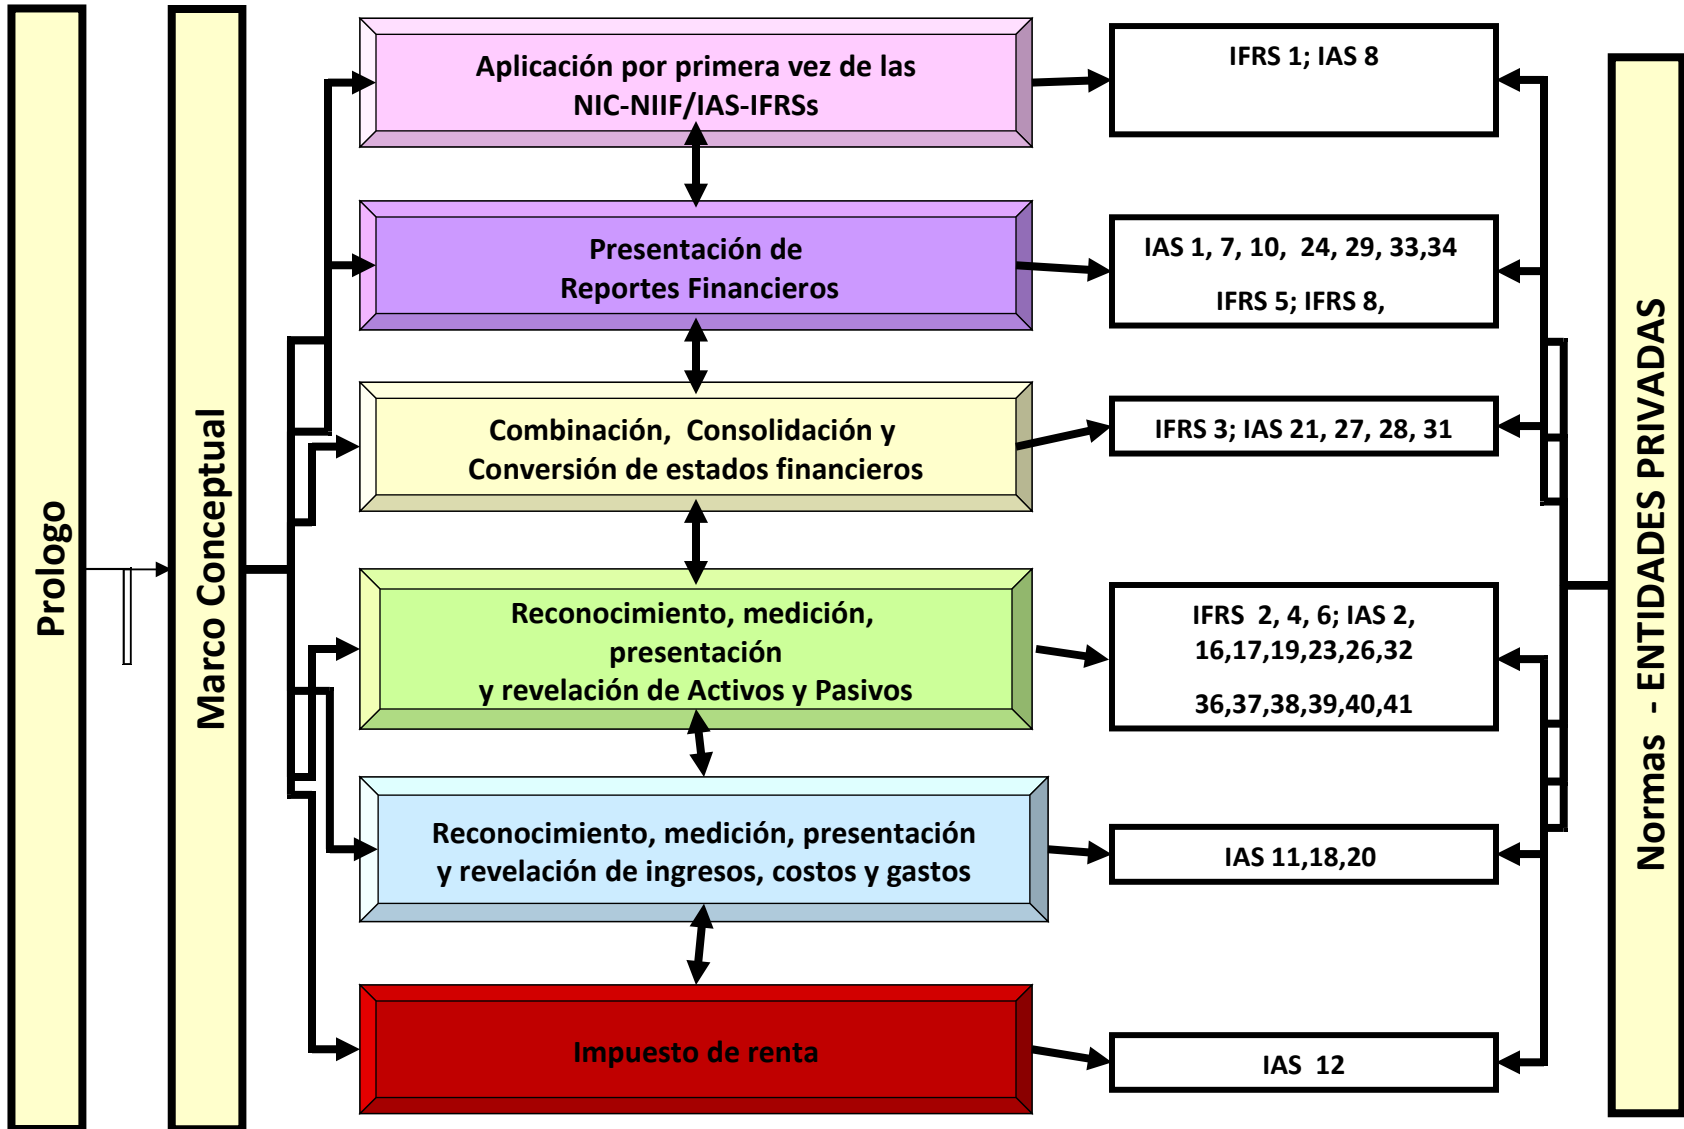 Prologo
Marco Conceptual
Aplicación por primera vez de las
NIC-NIIF/IAS-IFRSs
IFRS 1; IAS 8
Presentación de
Reportes Financieros
IAS 1, 7, 10, 24, 29, 33,34
IFRS 5; IFRS 8,
Combinación, Consolidación y
Conversión de estados financieros
IFRS 3; IAS 21, 27, 28, 31
Reconocimiento, medición,
presentación
y revelación de Activos y Pasivos
IFRS 2, 4, 6; IAS 2,
16,17,19,23,26,32
36,37,38,39,40,41
Reconocimiento, medición, presentación
y revelación de ingresos, costos y gastos
IAS 11,18,20
Impuesto de renta
IAS 12
Normas - ENTIDADES PRIVADAS